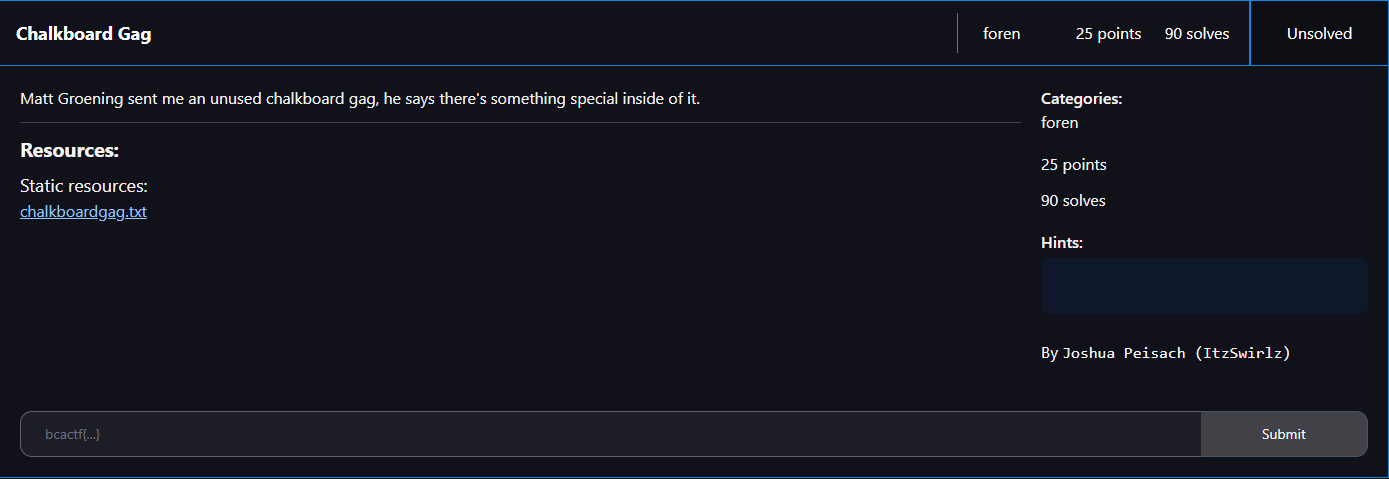 Chalkboard Gag
foren
25 points
90 solves
Unsolved
Matt Groening sent me an unused chalkboard gag, he says there's something special inside of it.
Resources:
Static resources:
chalkboardgag.txt
Categories:
foren
25 points
90 solves
Hints:
By Joshua Peisach (ItzSwirlz)
bcactf{...}
Submit